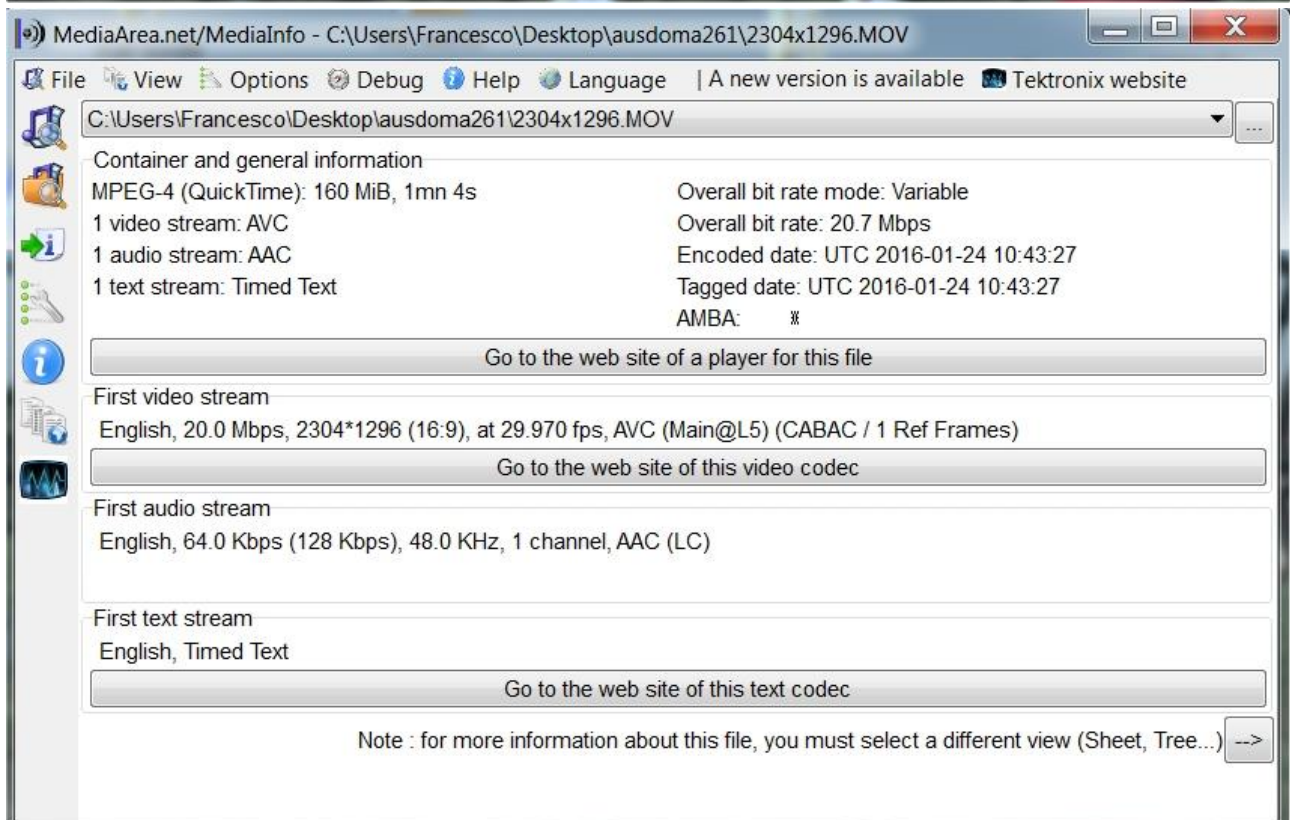 MediaArea.net/MediaInfo - C:\Users\Francesco\Desktop\ausdoma261\2304x1296.MOV
File View Options Debug Help Language | A new version is available Tektronix website
C:\Users\Francesco\Desktop\ausdoma261\2304x1296.MOV
...
Container and general information
MPEG-4 (QuickTime): 160 MiB, 1mn 4s
1 video stream: AVC
1 audio stream: AAC
1 text stream: Timed Text
Overall bit rate mode: Variable
Overall bit rate: 20.7 Mbps
Encoded date: UTC 2016-01-24 10:43:27
Tagged date: UTC 2016-01-24 10:43:27
AMBA:
Go to the web site of a player for this file
First video stream
English, 20.0 Mbps, 2304*1296 (16:9), at 29.970 fps, AVC (Main@L5) (CABAC / 1 Ref Frames)
Go to the web site of this video codec
First audio stream
English, 64.0 Kbps (128 Kbps), 48.0 KHz, 1 channel, AAC (LC)
First text stream
English, Timed Text
Go to the web site of this text codec
Note : for more information about this file, you must select a different view (Sheet, Tree...)
-->